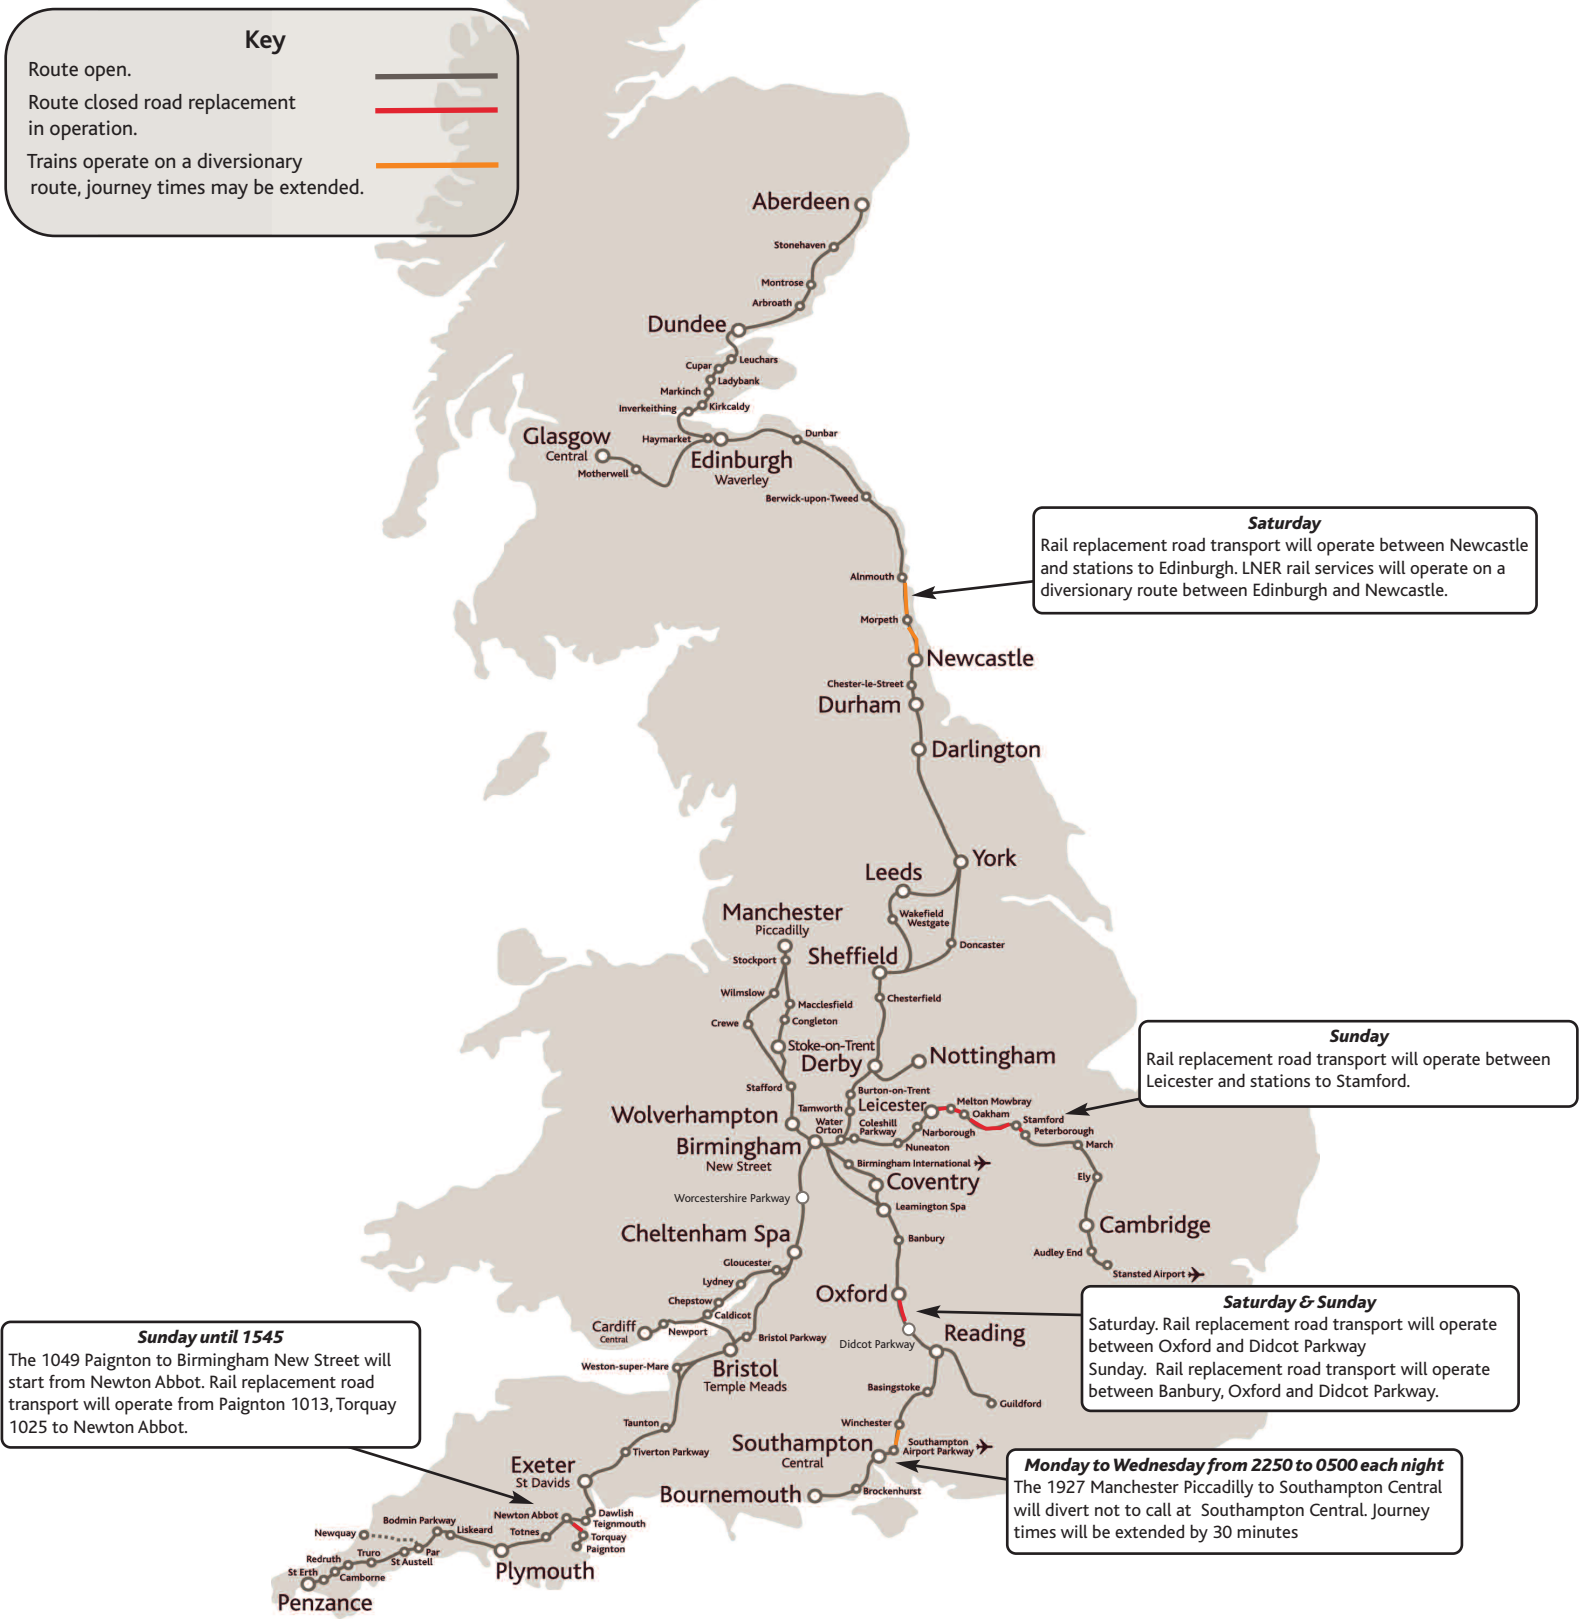 Key
Route open.
Route closed road replacement
in operation.
Trains operate on a diversionary
route, journey times may be extended.
Aberdeen
Stonehaven
Montrose
Arbroath
Dundee
Leuchars
Cupar
Ladybank
Markinch
Kirkcaldy
Inverkeithing
Glasgow
Central
Motherwell
Haymarket
Edinburgh
Waverley
Dunbar
Berwick-upon-Tweed
Saturday
Rail replacement road transport will operate between Newcastle
and stations to Edinburgh. LNER rail services will operate on a
diversionary route between Edinburgh and Newcastle.
Alnmouth
Morpeth
Newcastle
Chester-le-Street
Durham
Darlington
York
Leeds
Wakefield
Westgate
Doncaster
Manchester
Piccadilly
Stockport
Sheffield
Wilmslow
Macclesfield
Chesterfield
Crewe
Congleton
Stoke-on-Trent
Derby
Nottingham
Sunday
Rail replacement road transport will operate between
Leicester and stations to Stamford.
Stafford
Burton-on-Trent
Tamworth
Leicester
Melton Mowbray
Oakham
Stamford
Peterborough
Wolverhampton
Water
Orton
Coleshill
Parkway
Narborough
Nuneaton
March
Birmingham
New Street
Birmingham International
Ely
Coventry
Worcestershire Parkway
Leamington Spa
Cambridge
Cheltenham Spa
Banbury
Audley End
Stansted Airport
Gloucester
Lydney
Chepstow
Caldicot
Oxford
Saturday & Sunday
Saturday. Rail replacement road transport will operate
between Oxford and Didcot Parkway
Sunday. Rail replacement road transport will operate
between Banbury, Oxford and Didcot Parkway.
Cardiff
Central
Newport
Bristol Parkway
Didcot Parkway
Reading
Sunday until 1545
The 1049 Paignton to Birmingham New Street will
start from Newton Abbot. Rail replacement road
transport will operate from Paignton 1013, Torquay
1025 to Newton Abbot.
Weston-super-Mare
Bristol
Temple Meads
Basingstoke
Guildford
Taunton
Winchester
Tiverton Parkway
Southampton
Central
Southampton
Airport Parkway
Exeter
St Davids
Bournemouth
Brockenhurst
Monday to Wednesday from 2250 to 0500 each night
The 1927 Manchester Piccadilly to Southampton Central
will divert not to call at Southampton Central. Journey
times will be extended by 30 minutes
Newton Abbot
Dawlish
Teignmouth
Torquay
Paignton
Totnes
Bodmin Parkway
Liskeard
Newquay
Plymouth
Par
St Austell
Truro
Redruth
Camborne
St Erth
Penzance